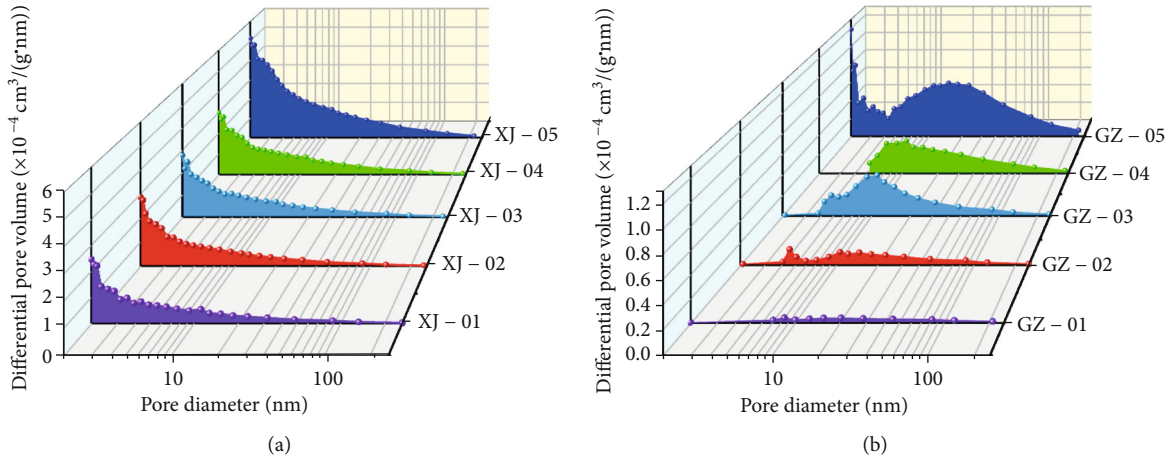 Differential pore volume (×10⁻⁴ cm³/(g·nm))
6
5
4
3
2
1
0
10
100
Pore diameter (nm)
XJ – 05
XJ – 04
XJ – 03
XJ – 02
XJ – 01
(a)
Differential pore volume (×10⁻⁴ cm³/(g·nm))
1.2
1.0
0.8
0.6
0.4
0.2
0.0
10
100
Pore diameter (nm)
GZ – 05
GZ – 04
GZ – 03
GZ – 02
GZ – 01
(b)